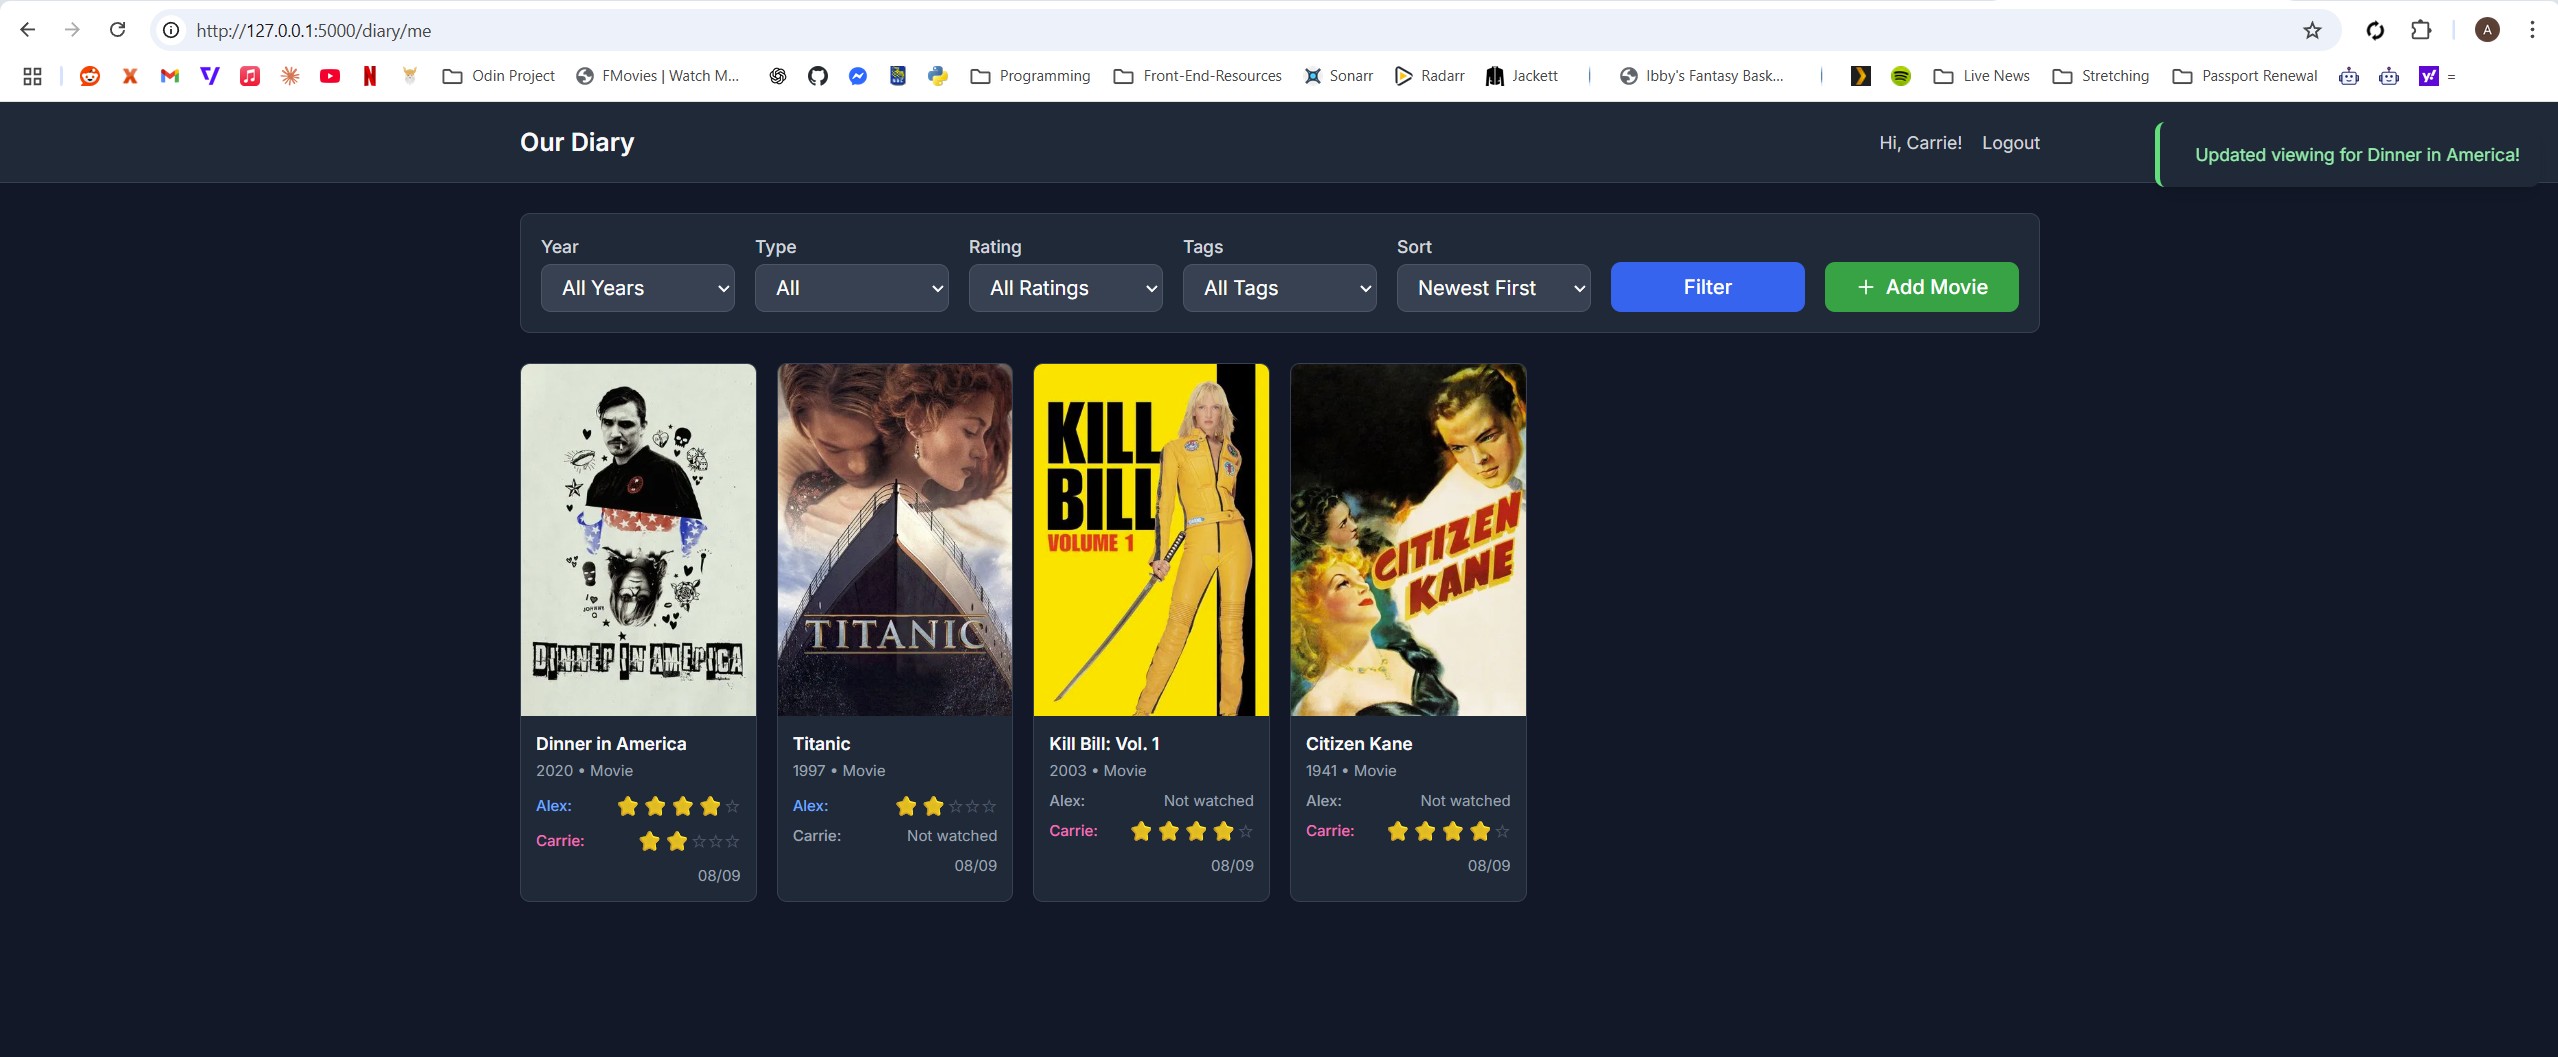 http://127.0.0.1:5000/diary/me
A
Odin Project
FMovies | Watch M...
Programming
Front-End-Resources
Sonarr
Radarr
Jackett
Ibby's Fantasy Bask...
Live News
Stretching
Passport Renewal
y!
=
Our Diary
Hi, Carrie!
Logout
Updated viewing for Dinner in America!
Year
Type
Rating
Tags
Sort
All Years
All
All Ratings
All Tags
Newest First
Filter
+ Add Movie
DINNER IN AMERICA
TITANIC
KILL
BILL
VOLUME 1
CITIZEN
KANE
Dinner in America
2020 • Movie
Alex:
Carrie:
08/09
Titanic
1997 • Movie
Alex:
Carrie: Not watched
08/09
Kill Bill: Vol. 1
2003 • Movie
Alex: Not watched
Carrie:
08/09
Citizen Kane
1941 • Movie
Alex: Not watched
Carrie:
08/09